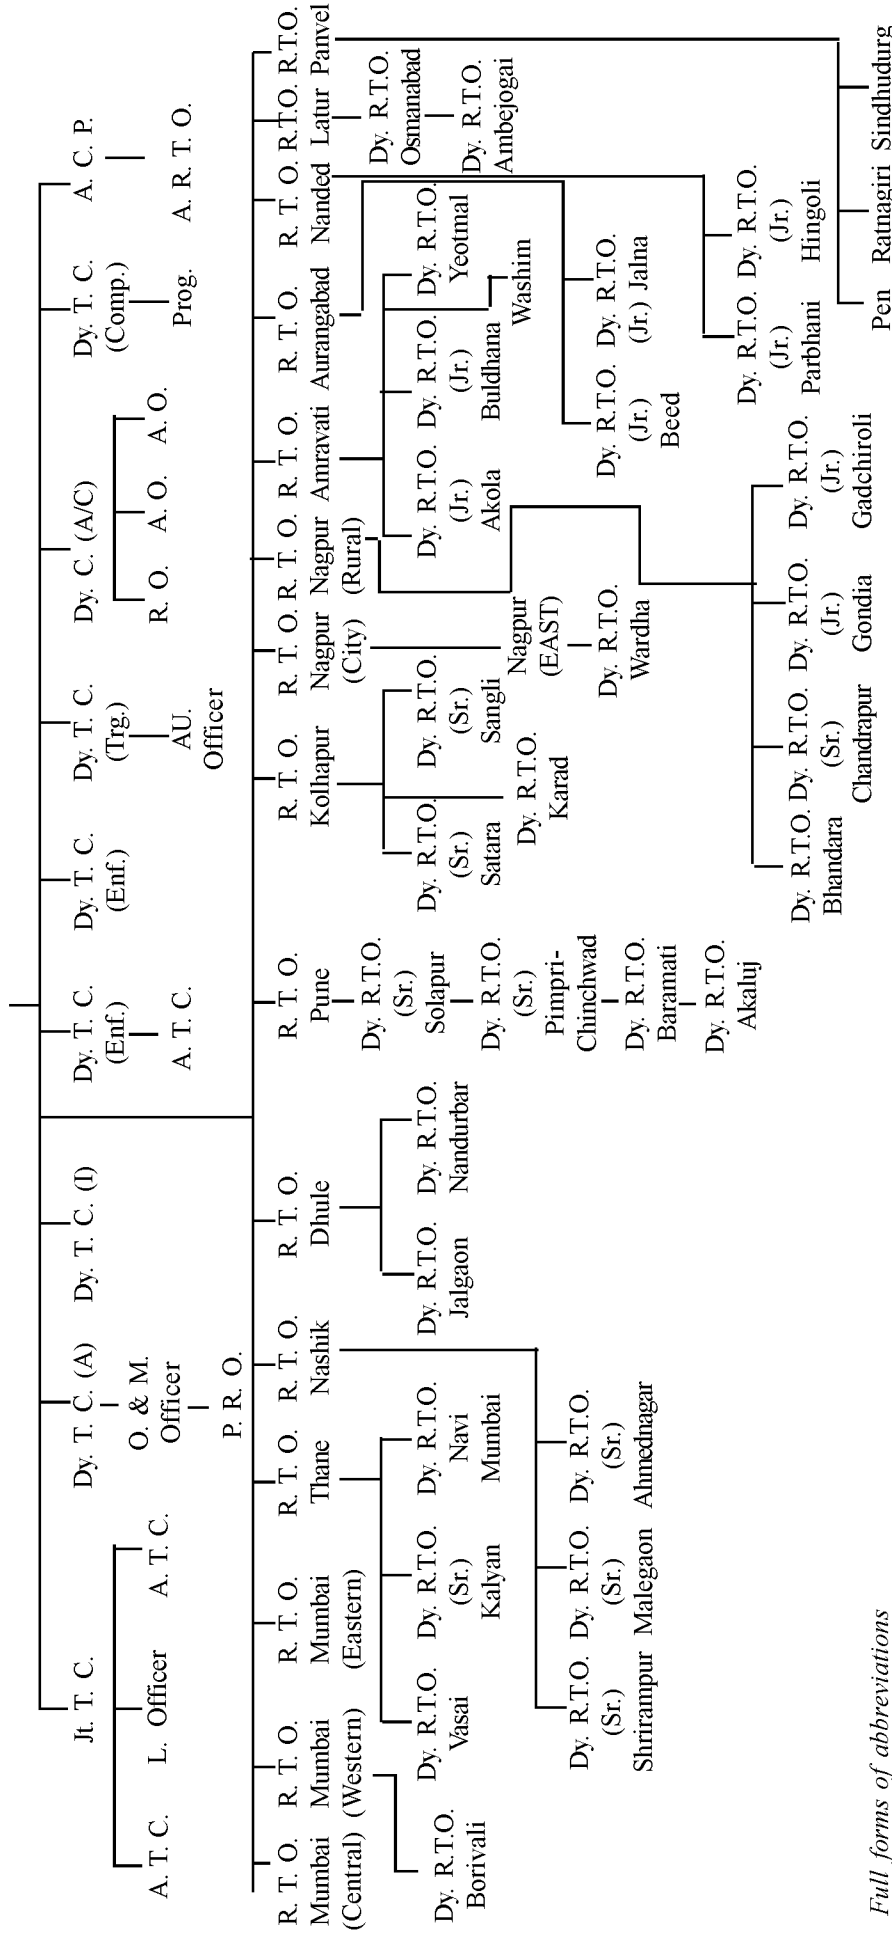 Jt. T. C.
Dy. T. C. (A)
Dy. T. C. (I)
Dy. T. C.
(Enf.)
Dy. T. C.
(Enf.)
Dy. T. C.
(Trg.)
Dy. C. (A/C)
Dy. T. C.
(Comp.)
A. C. P.
A. T. C.
L. Officer
A. T. C.
O. & M.
Officer
P. R. O.
A. T. C.
AU.
Officer
R. O.
A. O.
A. O.
Prog.
A. R. T. O.
R. T. O.
Mumbai
(Central)
R. T. O.
Mumbai
(Western)
R. T. O.
Mumbai
(Eastern)
R. T. O.
Thane
R. T. O.
Nashik
R. T. O.
Dhule
R. T. O.
Pune
R. T. O.
Kolhapur
R. T. O.
Nagpur
(City)
R. T. O.
Nagpur
(Rural)
R. T. O.
Amravati
R. T. O.
Aurangabad
R. T. O.
Nanded
R.T.O.
Latur
R.T.O.
Panvel
Dy. R.T.O.
Borivali
Dy. R.T.O.
Vasai
Dy. R.T.O.
(Sr.)
Kalyan
Dy. R.T.O.
Navi
Mumbai
Dy. R.T.O.
(Sr.)
Shrirampur
Dy. R.T.O.
(Sr.)
Malegaon
Dy. R.T.O.
(Sr.)
Ahmednagar
Dy. R.T.O.
Jalgaon
Dy. R.T.O.
Nandurbar
Dy. R.T.O.
(Sr.)
Solapur
Dy. R.T.O.
(Sr.)
Pimpri-
Chinchwad
Dy. R.T.O.
Baramati
Dy. R.T.O.
Akaluj
Dy. R.T.O.
(Sr.)
Satara
Dy. R.T.O.
Karad
Dy. R.T.O.
(Sr.)
Sangli
Nagpur
(EAST)
Dy. R.T.O.
Wardha
Dy. R.T.O.
Bhandara
Dy. R.T.O.
(Sr.)
Chandrapur
Dy. R.T.O.
(Jr.)
Gondia
Dy. R.T.O.
(Jr.)
Gadchiroli
Dy. R.T.O.
(Jr.)
Akola
Dy. R.T.O.
(Jr.)
Buldhana
Washim
Dy. R.T.O.
Yeotmal
Dy. R.T.O.
(Jr.)
Beed
Dy. R.T.O.
(Jr.) Jalna
Dy. R.T.O.
(Jr.)
Parbhani
Dy. R.T.O.
(Jr.)
Hingoli
Dy. R.T.O.
Osmanabad
Dy. R.T.O.
Ambejogai
Pen
Ratnagiri
Sindhudurg
Full forms of abbreviations